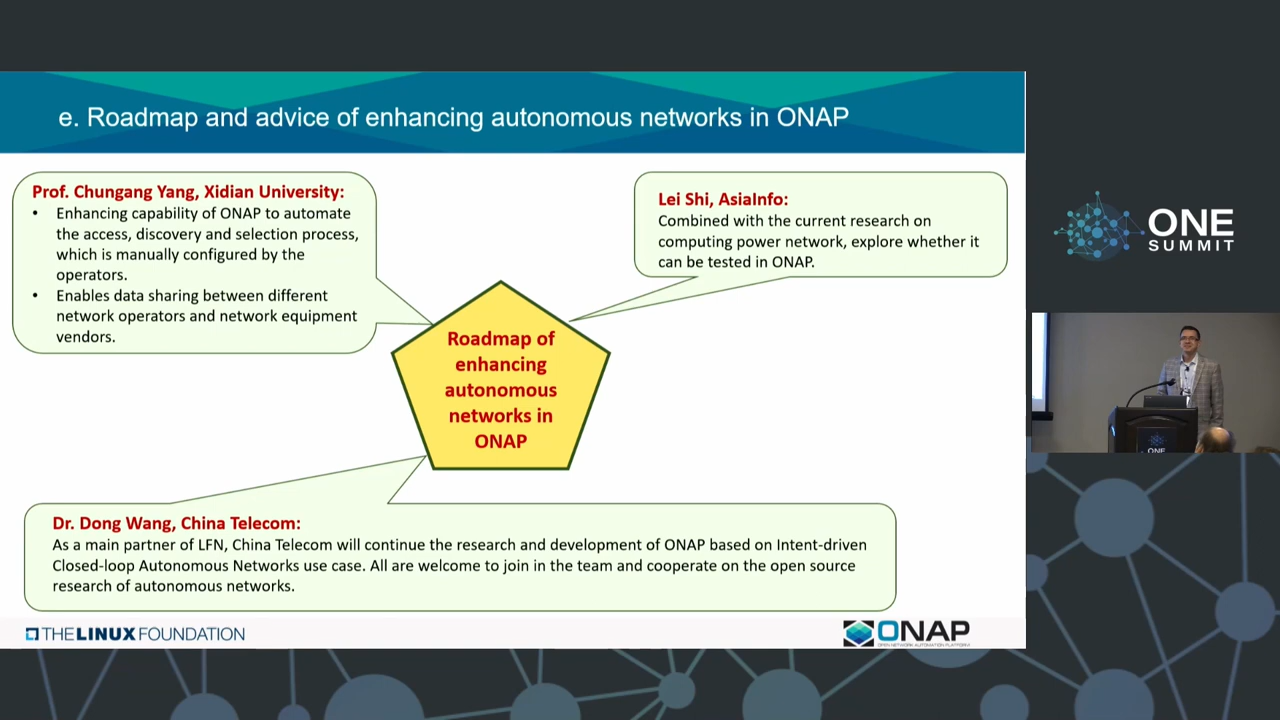 e. Roadmap and advice of enhancing autonomous networks in ONAP
Prof. Chungang Yang, Xidian University:
• Enhancing capability of ONAP to automate
the access, discovery and selection process,
which is manually configured by the
operators.
• Enables data sharing between different
network operators and network equipment
vendors.
Lei Shi, AsiaInfo:
Combined with the current research on
computing power network, explore whether it
can be tested in ONAP.
Roadmap of
enhancing
autonomous
networks in
ONAP
Dr. Dong Wang, China Telecom:
As a main partner of LFN, China Telecom will continue the research and development of ONAP based on Intent-driven
Closed-loop Autonomous Networks use case. All are welcome to join in the team and cooperate on the open source
research of autonomous networks.
THE LINUX FOUNDATION
ONAP
OPEN NETWORK AUTOMATION PLATFORM
ONE
SUMMIT
ONE